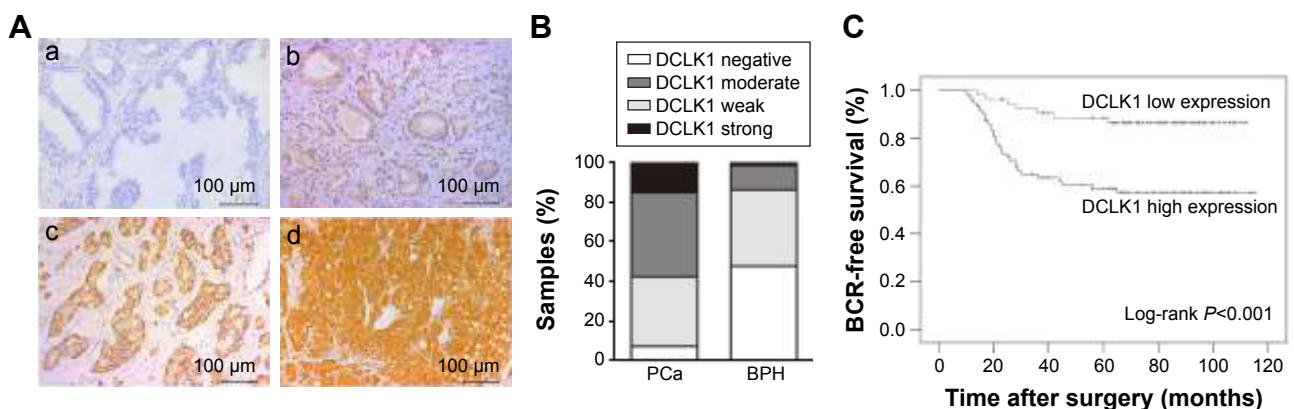 A
a
100 µm
b
100 µm
c
100 µm
d
100 µm
B
DCLK1 negative
DCLK1 moderate
DCLK1 weak
DCLK1 strong
Samples (%)
100
80
60
40
20
0
PCa
BPH
C
BCR-free survival (%)
1.0
0.8
0.6
0.4
0.2
0.0
DCLK1 low expression
DCLK1 high expression
Log-rank P<0.001
0 20 40 60 80 100 120
Time after surgery (months)